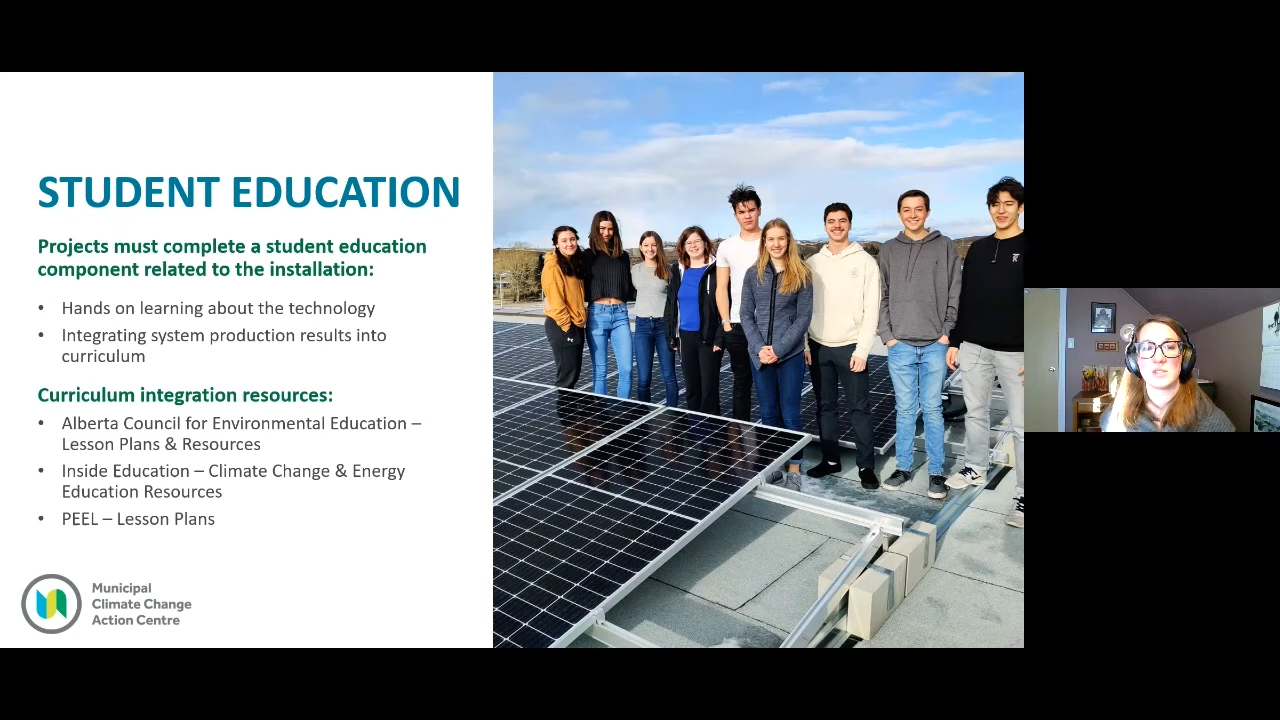 STUDENT EDUCATION
Projects must complete a student education
component related to the installation:
• Hands on learning about the technology
• Integrating system production results into
curriculum
Curriculum integration resources:
• Alberta Council for Environmental Education –
Lesson Plans & Resources
• Inside Education – Climate Change & Energy
Education Resources
• PEEL – Lesson Plans
Municipal
Climate Change
Action Centre